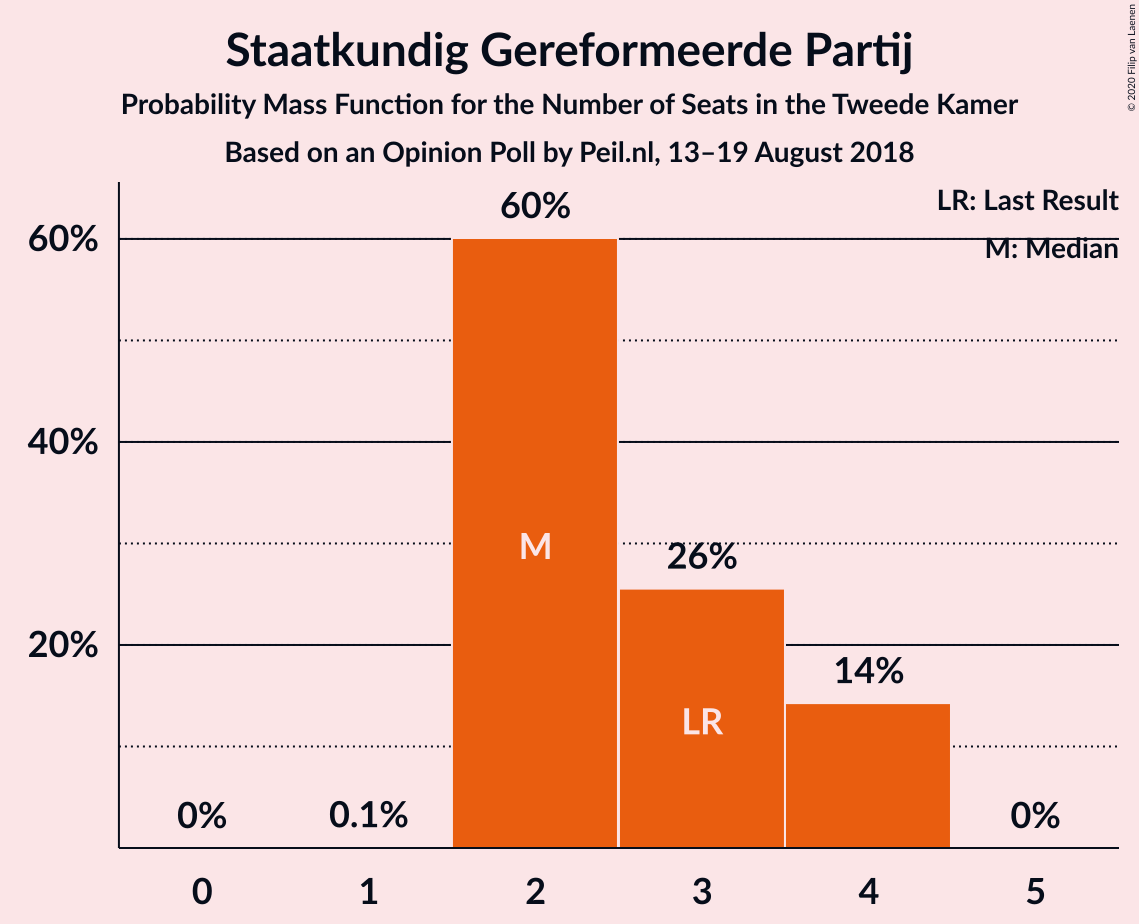 Staatkundig Gereformeerde Partij
Probability Mass Function for the Number of Seats in the Tweede Kamer
Based on an Opinion Poll by Peil.nl, 13–19 August 2018
© 2020 Filip van Laenen
LR: Last Result
M: Median
60%
40%
20%
0%
0.1%
60%
26%
14%
0%
M
LR
0 1 2 3 4 5